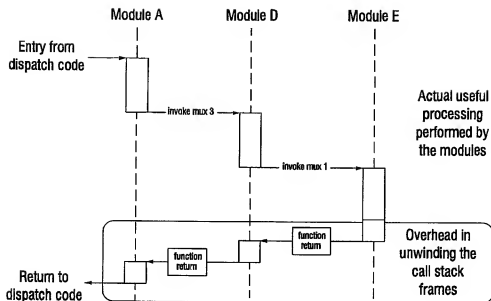 Module A
Module D
Module E
Entry from
dispatch code
invoke mux 3
Actual useful
processing
performed by
the modules
invoke mux 1
function
return
function
return
Overhead in
unwinding the
call stack
frames
Return to
dispatch code